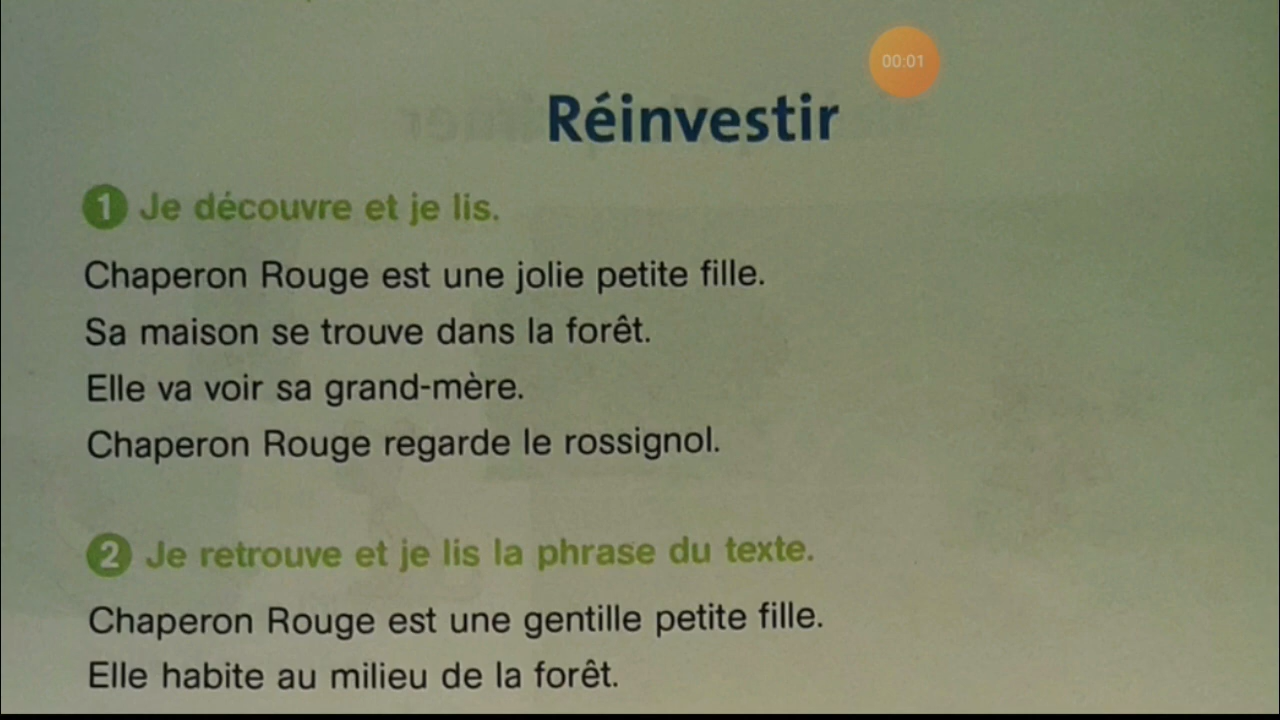 00:01
Réinvestir
1 Je découvre et je lis.
Chaperon Rouge est une jolie petite fille.
Sa maison se trouve dans la forêt.
Elle va voir sa grand-mère.
Chaperon Rouge regarde le rossignol.
2 Je retrouve et je lis la phrase du texte.
Chaperon Rouge est une gentille petite fille.
Elle habite au milieu de la forêt.